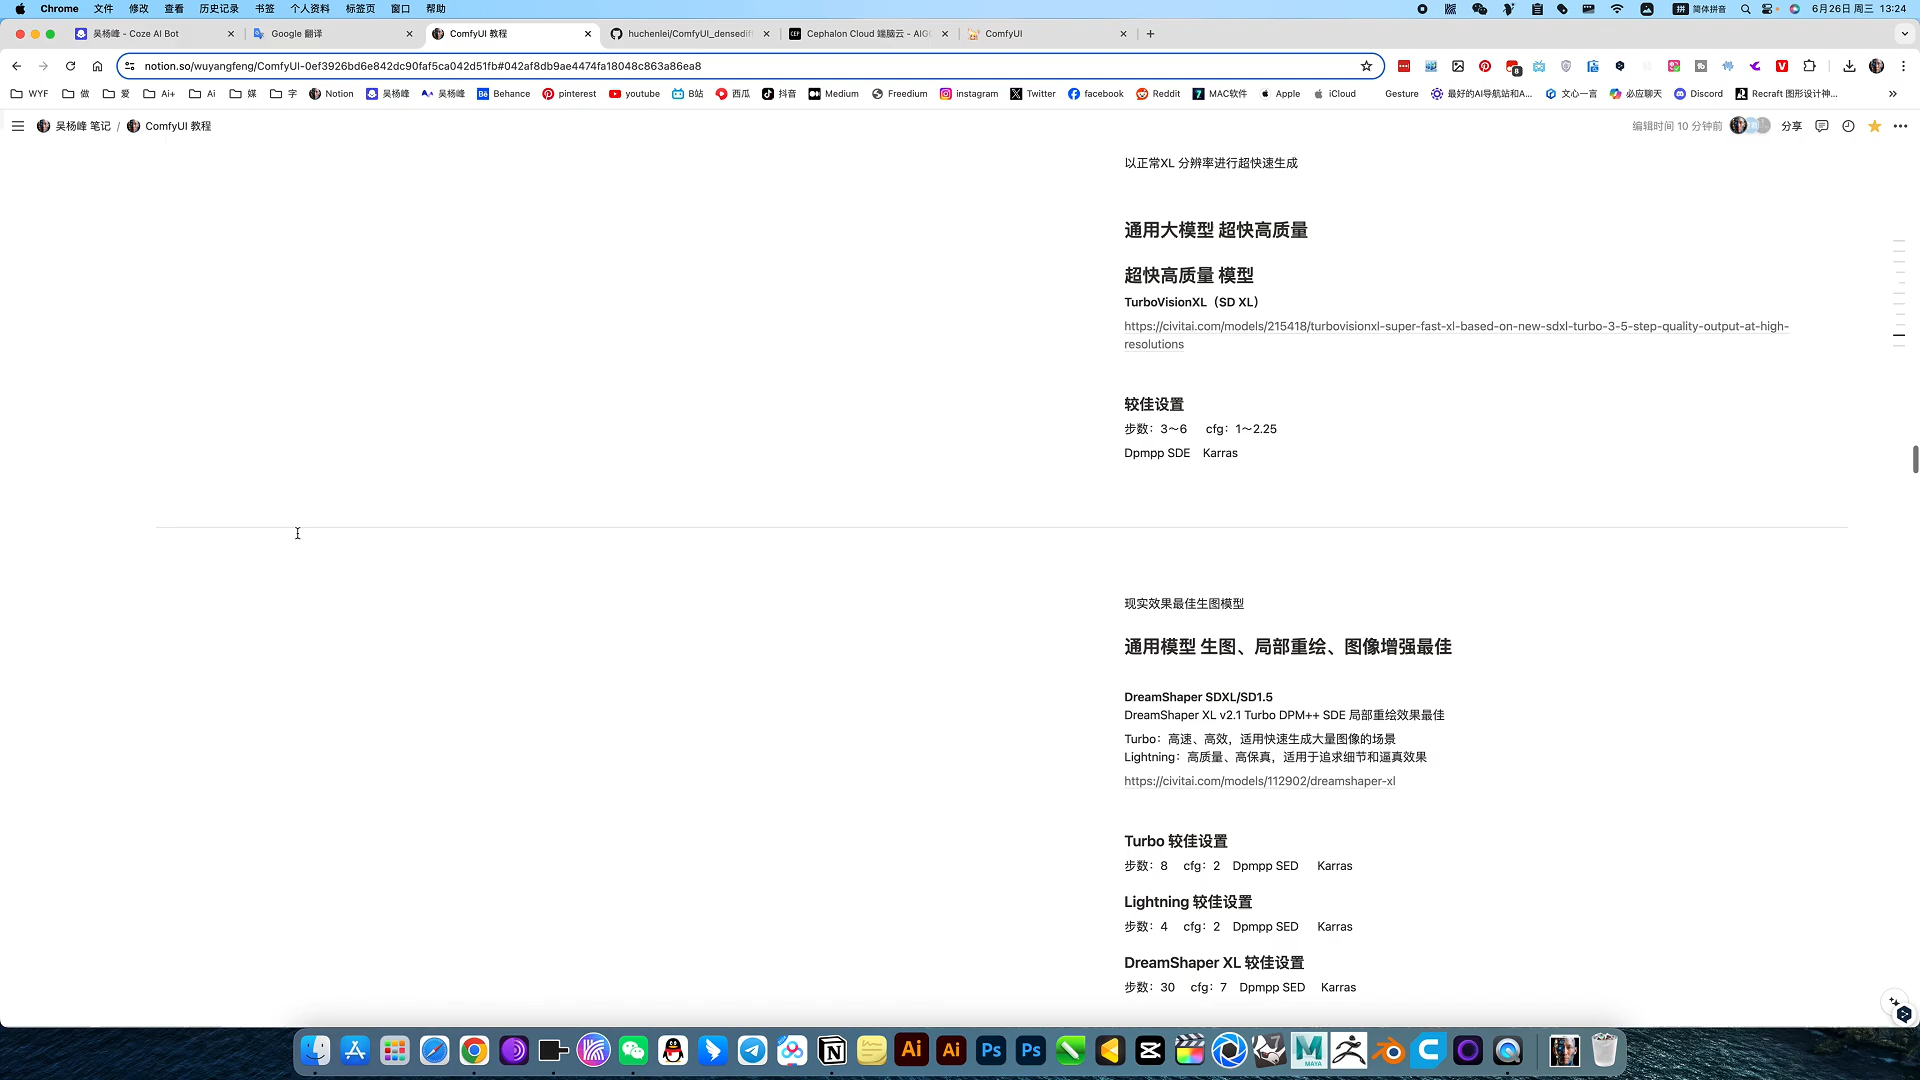 Chrome 文件 修改 查看 历史记录 书签 个人资料 标签页 窗口 帮助 拼 简体拼音 6月26日 周三 13:24
吴杨峰 - Coze AI Bot Google 翻译 ComfyUI 教程 huchenlei/ComfyUI_densediff Cephalon Cloud 端脑云 - AIG ComfyUI
notion.so/wuyangfeng/ComfyUI-0ef3926bd6e842dc90faf5ca042d51fb#042af8db9ae4474fa18048c863a86ea8
WYF 做 爱 Ai+ Ai 媒 字 Notion 吴杨峰 吴杨峰 Behance pinterest youtube B站 西瓜 抖音 Medium Freedium instagram Twitter facebook Reddit MAC软件 Apple iCloud Gesture 最好的AI导航站和A... 文心一言 必应聊天 Discord Recraft 图形设计神...
吴杨峰 笔记 / ComfyUI 教程 编辑时间 10 分钟前 分享
以正常XL 分辨率进行超快速生成
通用大模型 超快高质量
超快高质量 模型
TurboVisionXL（SD XL）
https://civitai.com/models/215418/turbovisionxl-super-fast-xl-based-on-new-sdxl-turbo-3-5-step-quality-output-at-high-
resolutions
较佳设置
步数：3～6 cfg：1～2.25
Dpmpp SDE Karras
现实效果最佳生图模型
通用模型 生图、局部重绘、图像增强最佳
DreamShaper SDXL/SD1.5
DreamShaper XL v2.1 Turbo DPM++ SDE 局部重绘效果最佳
Turbo：高速、高效，适用快速生成大量图像的场景
Lightning：高质量、高保真，适用于追求细节和逼真效果
https://civitai.com/models/112902/dreamshaper-xl
Turbo 较佳设置
步数：8 cfg：2 Dpmpp SED Karras
Lightning 较佳设置
步数：4 cfg：2 Dpmpp SED Karras
DreamShaper XL 较佳设置
步数：30 cfg：7 Dpmpp SED Karras
Ai Ai Ps Ps MAYA